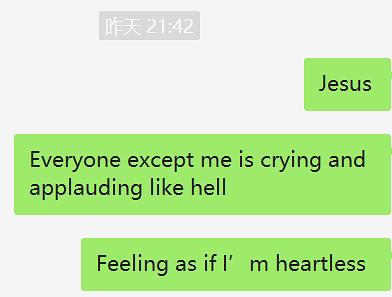 昨天 21:42
Jesus
Everyone except me is crying and
applauding like hell
Feeling as if I’m heartless